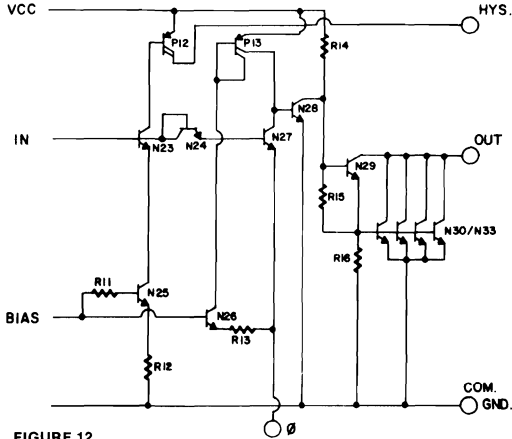 VCC
HYS.
P12
P13
R14
N28
IN
N23
N24
N27
OUT
N29
R15
N30/N33
R16
R11
N25
BIAS
N26
R13
R12
COM.
GND.
Ø
FIGURE 12